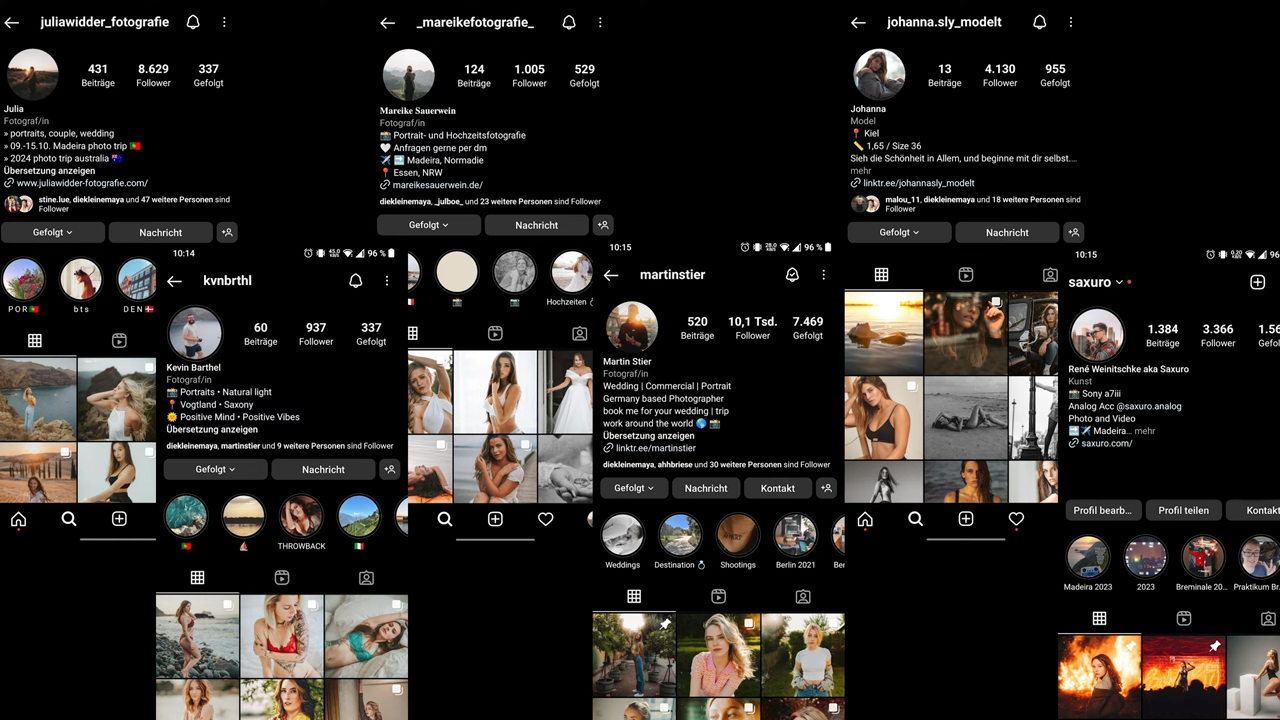 juliawidder_fotografie
431 8.629 337
Beiträge Follower Gefolgt
Julia
Fotograf/in
» portraits, couple, wedding
» 09.-15.10. Madeira photo trip 🇵🇹
» 2024 photo trip australia 🇦🇺
Übersetzung anzeigen
www.juliawidder-fotografie.com/
stine.lue, diekleinemaya und 47 weitere Personen sind
Follower
Gefolgt Nachricht
POR🇵🇹 bts DEN🇩🇰
10:14 45,0 KB/s 96 %
kvnbrthl
60 937 337
Beiträge Follower Gefolgt
Kevin Barthel
Fotograf/in
📸 Portraits • Natural light
📍 Vogtland • Saxony
🌞 Positive Mind • Positive Vibes
Übersetzung anzeigen
diekleinemaya, martinstier und 9 weitere Personen sind Follower
Gefolgt Nachricht
🇵🇹 ⛵ THROWBACK 🇮🇹
_mareikefotografie_
124 1.005 529
Beiträge Follower Gefolgt
Mareike Sauerwein
Fotograf/in
📸 Portrait- und Hochzeitsfotografie
🤍 Anfragen gerne per dm
✈️ ➡️ Madeira, Normadie
📍 Essen, NRW
mareikesauerwein.de/
diekleinemaya, _julboe_ und 23 weitere Personen sind Follower
Gefolgt Nachricht
📸 📷 Hochzeiten
10:15 28,0 KB/s 96 %
martinstier
520 10,1 Tsd. 7.469
Beiträge Follower Gefolgt
Martin Stier
Fotograf/in
Wedding | Commercial | Portrait
Germany based Photographer
book me for your wedding | trip
work around the world 🌎 📸
Übersetzung anzeigen
linktr.ee/martinstier
diekleinemaya, ahhbriese und 30 weitere Personen sind Follower
Gefolgt Nachricht Kontakt
Weddings Destination 💍 Shootings Berlin 2021 Ber
johanna.sly_modelt
13 4.130 955
Beiträge Follower Gefolgt
Johanna
Model
📍 Kiel
📏 1,65 / Size 36
Sieh die Schönheit in Allem, und beginne mit dir selbst....
mehr
linktr.ee/johannasly_modelt
malou_11, diekleinemaya und 18 weitere Personen sind
Follower
Gefolgt Nachricht
10:15 KB/s 96
saxuro
1.384 3.366 1.56
Beiträge Follower Gefolg
René Weinitschke aka Saxuro
Kunst
📸 Sony a7iii
Analog Acc @saxuro.analog
Photo and Video
➡️ ✈️ Madeira... mehr
saxuro.com/
Profil bearb... Profil teilen Kontakt
Madeira 2023 2023 Breminale 20... Praktikum Br.